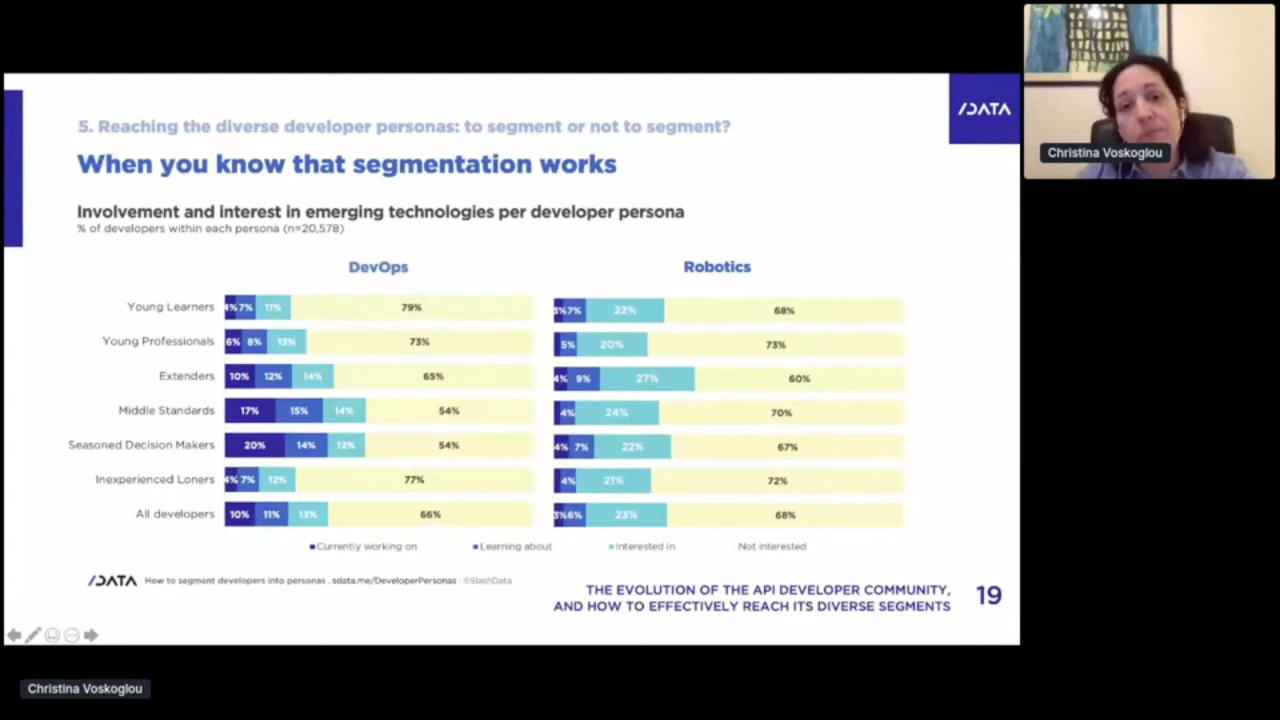 /DATA
5. Reaching the diverse developer personas: to segment or not to segment?
When you know that segmentation works
Christina Voskoglou
Involvement and interest in emerging technologies per developer persona
% of developers within each persona (n=20,578)
DevOps Robotics
Young Learners 4% 7% 11% 79% 3% 7% 22% 68%
Young Professionals 6% 8% 13% 73% 5% 20% 73%
Extenders 10% 12% 14% 65% 4% 9% 27% 60%
Middle Standards 17% 15% 14% 54% 4% 24% 70%
Seasoned Decision Makers 20% 14% 12% 54% 4% 7% 22% 67%
Inexperienced Loners 4% 7% 12% 77% 4% 21% 72%
All developers 10% 11% 13% 66% 3% 6% 23% 68%
Currently working on Learning about Interested in Not interested
/DATA How to segment developers into personas . sdata.me/DeveloperPersonas · ©SlashData
THE EVOLUTION OF THE API DEVELOPER COMMUNITY,
AND HOW TO EFFECTIVELY REACH ITS DIVERSE SEGMENTS
19
Christina Voskoglou